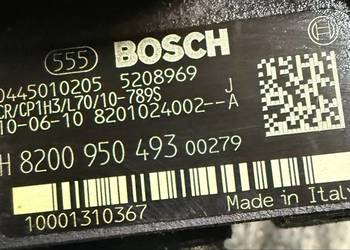 555 BOSCH
0445010205 5208969
CR/CP1H3/L70/10-789S J
10-06-10 8201024002--A
H 8200 950 493 00279
10001310367 Made in Italy